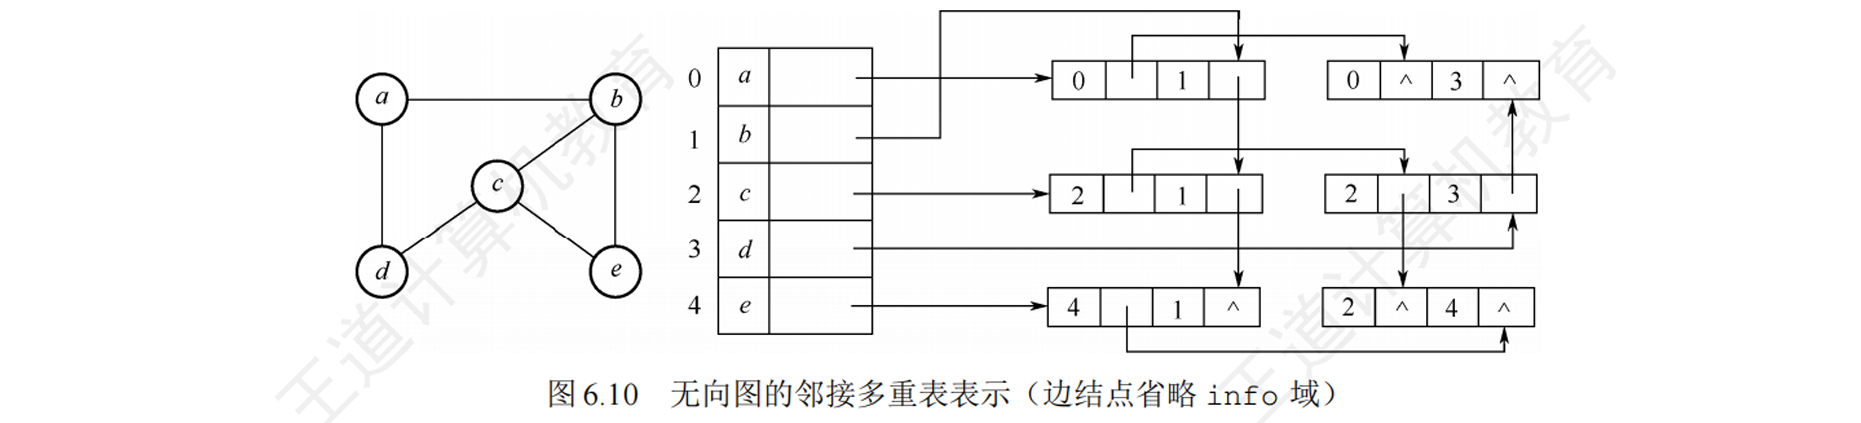 a b c d e
0 a 0 1 0 ^ 3 ^
1 b
2 c 2 1 2 3
3 d
4 e 4 1 ^ 2 ^ 4 ^
图 6.10 无向图的邻接多重表表示（边结点省略 info 域）
王道计算机教育
王道计算机教育